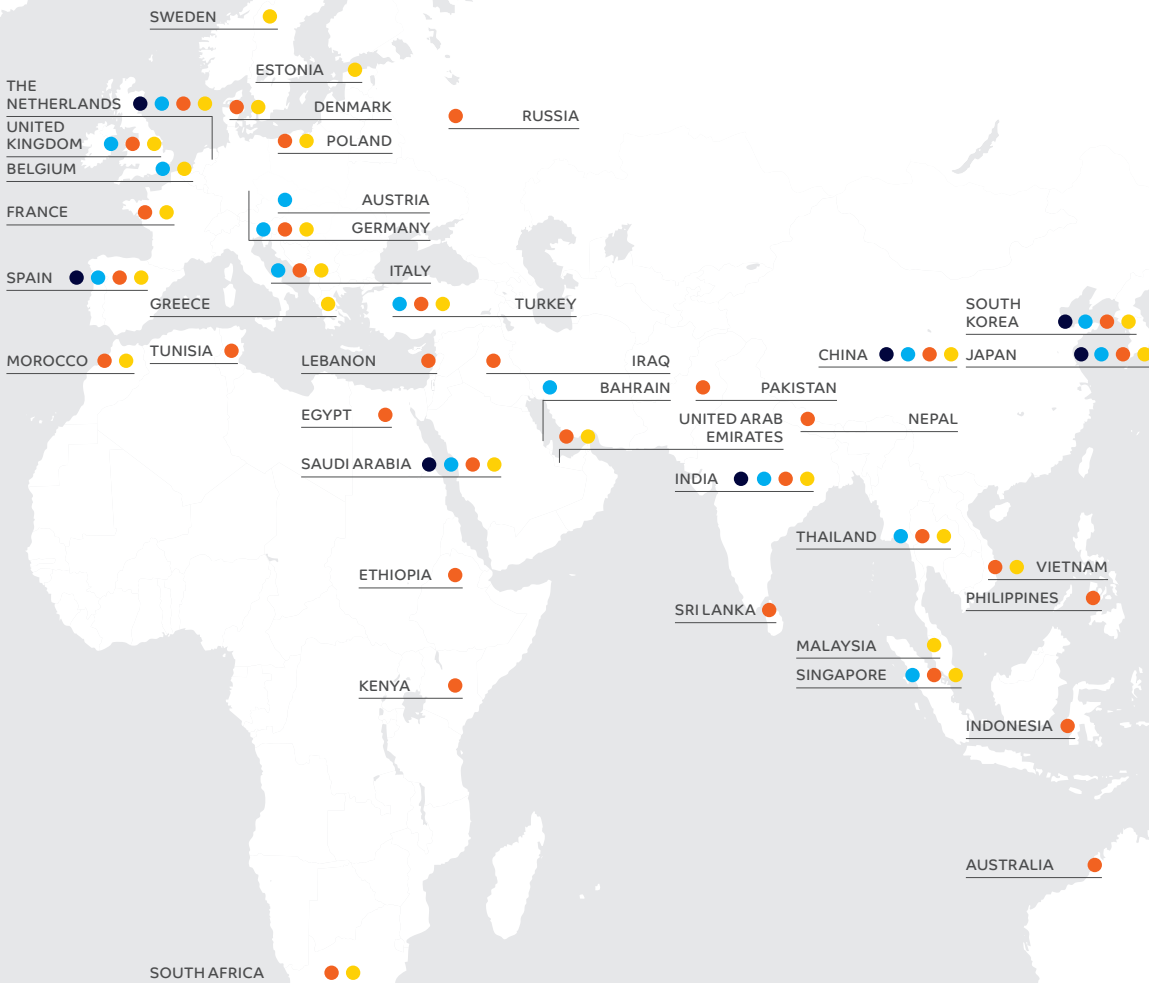 SWEDEN
ESTONIA
THE
NETHERLANDS
DENMARK
RUSSIA
UNITED
KINGDOM
POLAND
BELGIUM
AUSTRIA
FRANCE
GERMANY
ITALY
SPAIN
GREECE
TURKEY
SOUTH
KOREA
MOROCCO
TUNISIA
LEBANON
IRAQ
CHINA
JAPAN
BAHRAIN
PAKISTAN
EGYPT
UNITED ARAB
EMIRATES
NEPAL
SAUDI ARABIA
INDIA
THAILAND
ETHIOPIA
VIETNAM
PHILIPPINES
SRI LANKA
MALAYSIA
SINGAPORE
KENYA
INDONESIA
AUSTRALIA
SOUTH AFRICA